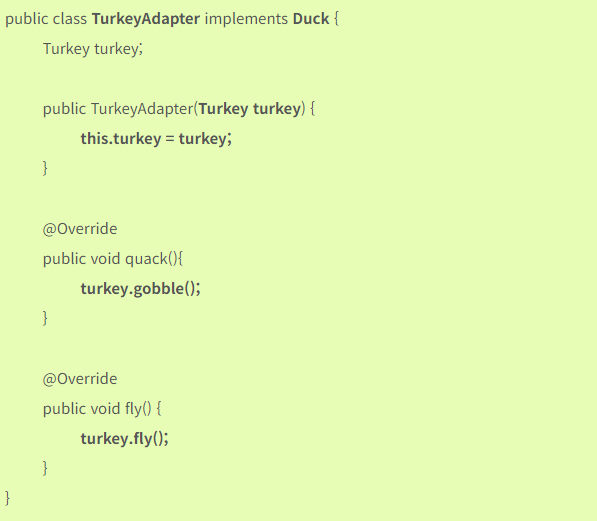 public class TurkeyAdapter implements Duck {
Turkey turkey;
public TurkeyAdapter(Turkey turkey) {
this.turkey = turkey;
}
@Override
public void quack(){
turkey.gobble();
}
@Override
public void fly() {
turkey.fly();
}
}